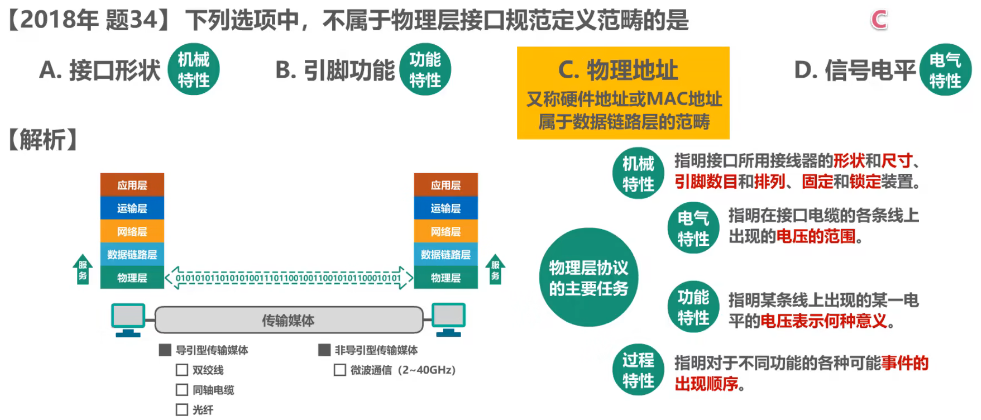 【2018年 题34】下列选项中，不属于物理层接口规范定义范畴的是
C
A. 接口形状
机械
特性
B. 引脚功能
功能
特性
C. 物理地址
又称硬件地址或MAC地址
属于数据链路层的范畴
D. 信号电平
电气
特性
【解析】
应用层
运输层
网络层
数据链路层
物理层
服务
应用层
运输层
网络层
数据链路层
物理层
服务
传输媒体
导引型传输媒体
双绞线
同轴电缆
光纤
非导引型传输媒体
微波通信（2~40GHz）
物理层协议
的主要任务
机械
特性
指明接口所用接线器的形状和尺寸、
引脚数目和排列、固定和锁定装置。
电气
特性
指明在接口电缆的各条线上
出现的电压的范围。
功能
特性
指明某条线上出现的某一电
平的电压表示何种意义。
过程
特性
指明对于不同功能的各种可能事件的
出现顺序。